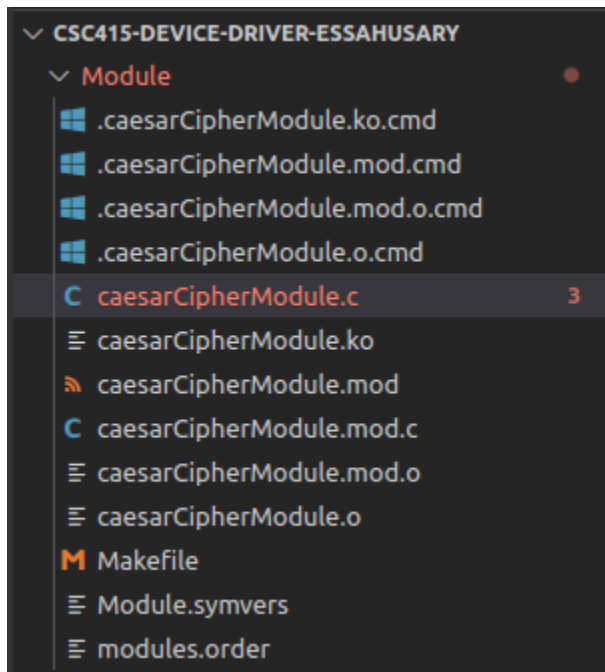 CSC415-DEVICE-DRIVER-ESSAHUSARY
Module
.caesarCipherModule.ko.cmd
.caesarCipherModule.mod.cmd
.caesarCipherModule.mod.o.cmd
.caesarCipherModule.o.cmd
C caesarCipherModule.c 3
caesarCipherModule.ko
caesarCipherModule.mod
C caesarCipherModule.mod.c
caesarCipherModule.mod.o
caesarCipherModule.o
M Makefile
Module.symvers
modules.order